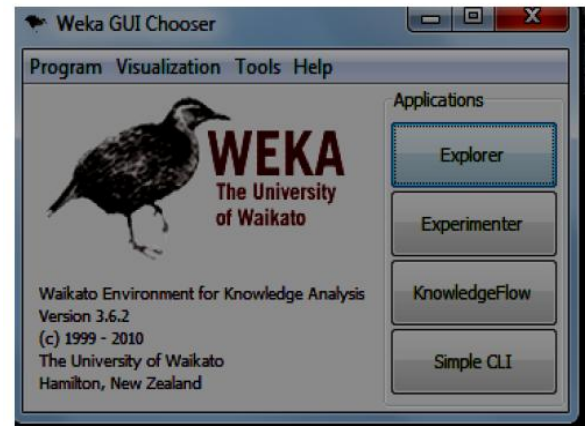 Weka GUI Chooser
Program Visualization Tools Help
WEKA
The University
of Waikato
Waikato Environment for Knowledge Analysis
Version 3.6.2
(c) 1999 - 2010
The University of Waikato
Hamilton, New Zealand
Applications
Explorer
Experimenter
KnowledgeFlow
Simple CLI